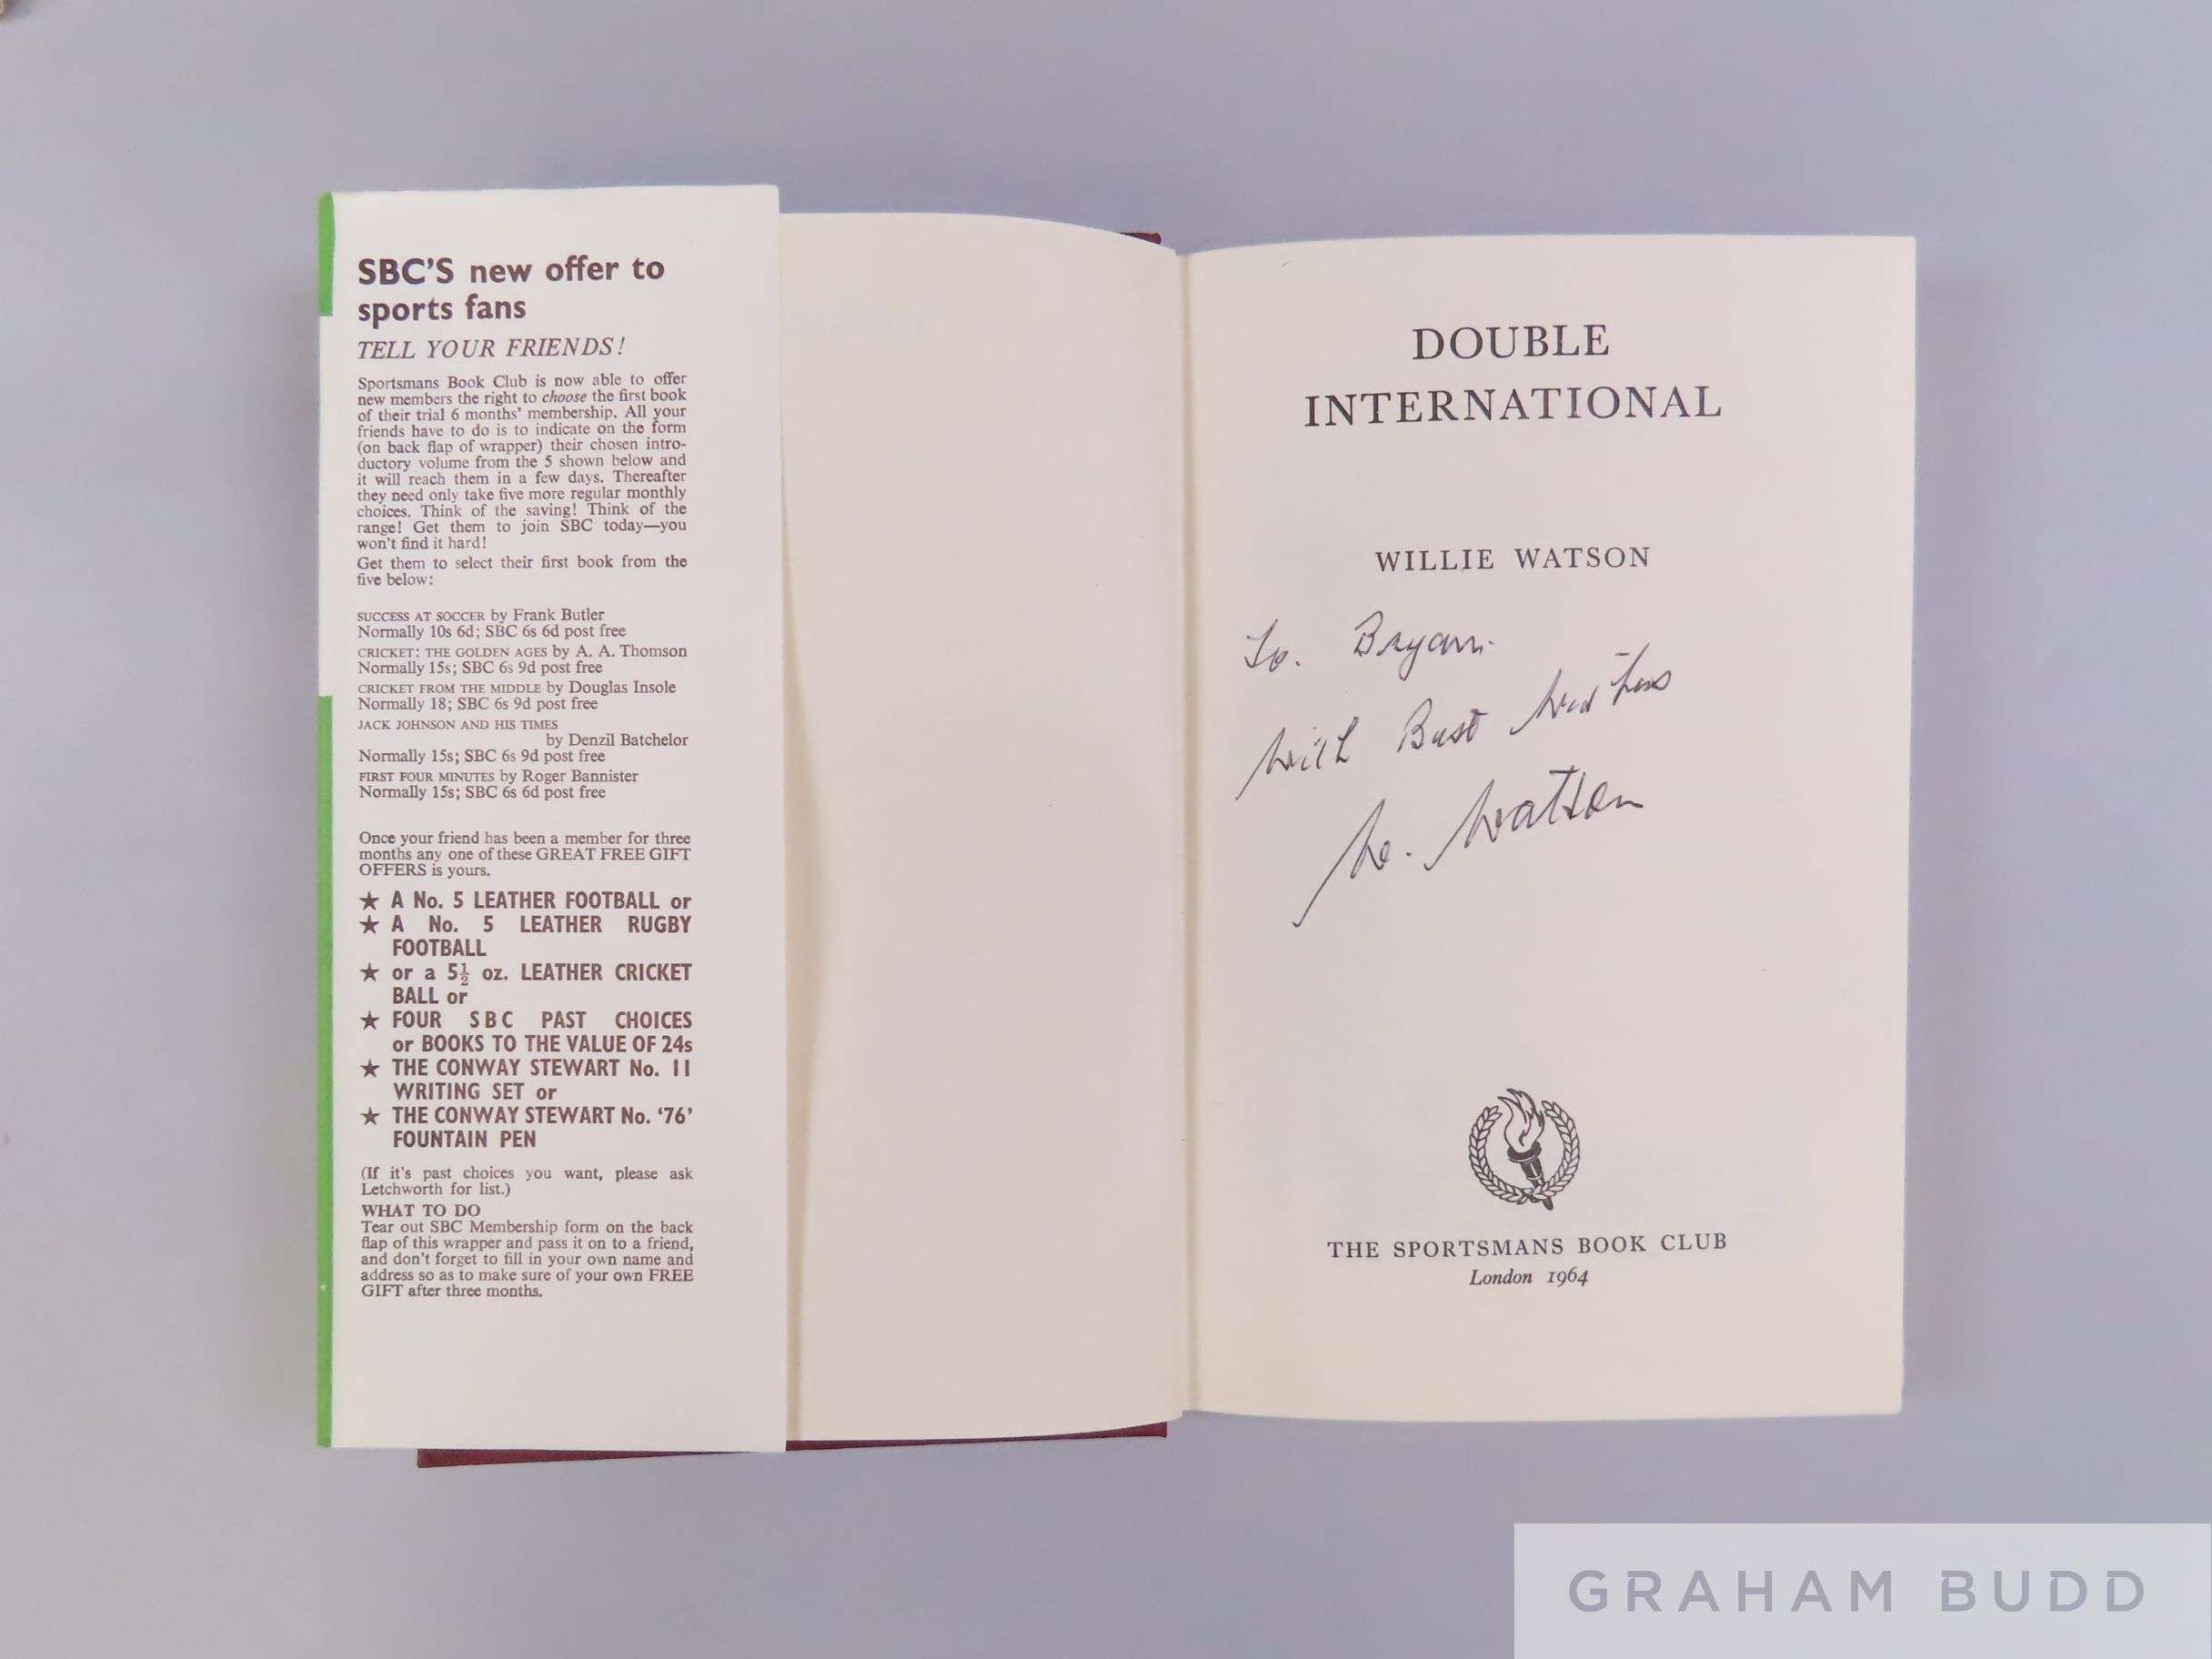 SBC'S new offer to
sports fans
TELL YOUR FRIENDS!
Sportsmans Book Club is now able to offer
new members the right to choose the first book
of their trial 6 months' membership. All your
friends have to do is to indicate on the form
(on back flap of wrapper) their chosen intro-
ductory volume from the 5 shown below and
it will reach them in a few days. Thereafter
they need only take five more regular monthly
choices. Think of the saving! Think of the
range! Get them to join SBC today—you
won't find it hard!
Get them to select their first book from the
five below:
SUCCESS AT SOCCER by Frank Butler
Normally 10s 6d; SBC 6s 6d post free
CRICKET: THE GOLDEN AGES by A. A. Thomson
Normally 15s; SBC 6s 9d post free
CRICKET FROM THE MIDDLE by Douglas Insole
Normally 18; SBC 6s 9d post free
JACK JOHNSON AND HIS TIMES
by Denzil Batchelor
Normally 15s; SBC 6s 9d post free
FIRST FOUR MINUTES by Roger Bannister
Normally 15s; SBC 6s 6d post free
Once your friend has been a member for three
months any one of these GREAT FREE GIFT
OFFERS is yours.
★ A No. 5 LEATHER FOOTBALL or
★ A No. 5 LEATHER RUGBY
FOOTBALL
★ or a 5½ oz. LEATHER CRICKET
BALL or
★ FOUR SBC PAST CHOICES
or BOOKS TO THE VALUE OF 24s
★ THE CONWAY STEWART No. 11
WRITING SET or
★ THE CONWAY STEWART No. '76'
FOUNTAIN PEN
(If it's past choices you want, please ask
Letchworth for list.)
WHAT TO DO
Tear out SBC Membership form on the back
flap of this wrapper and pass it on to a friend,
and don't forget to fill in your own name and
address so as to make sure of your own FREE
GIFT after three months.
DOUBLE
INTERNATIONAL
WILLIE WATSON
To. Bryan.
With Best Wishes
W. Watson
THE SPORTSMANS BOOK CLUB
London 1964
GRAHAM BUDD